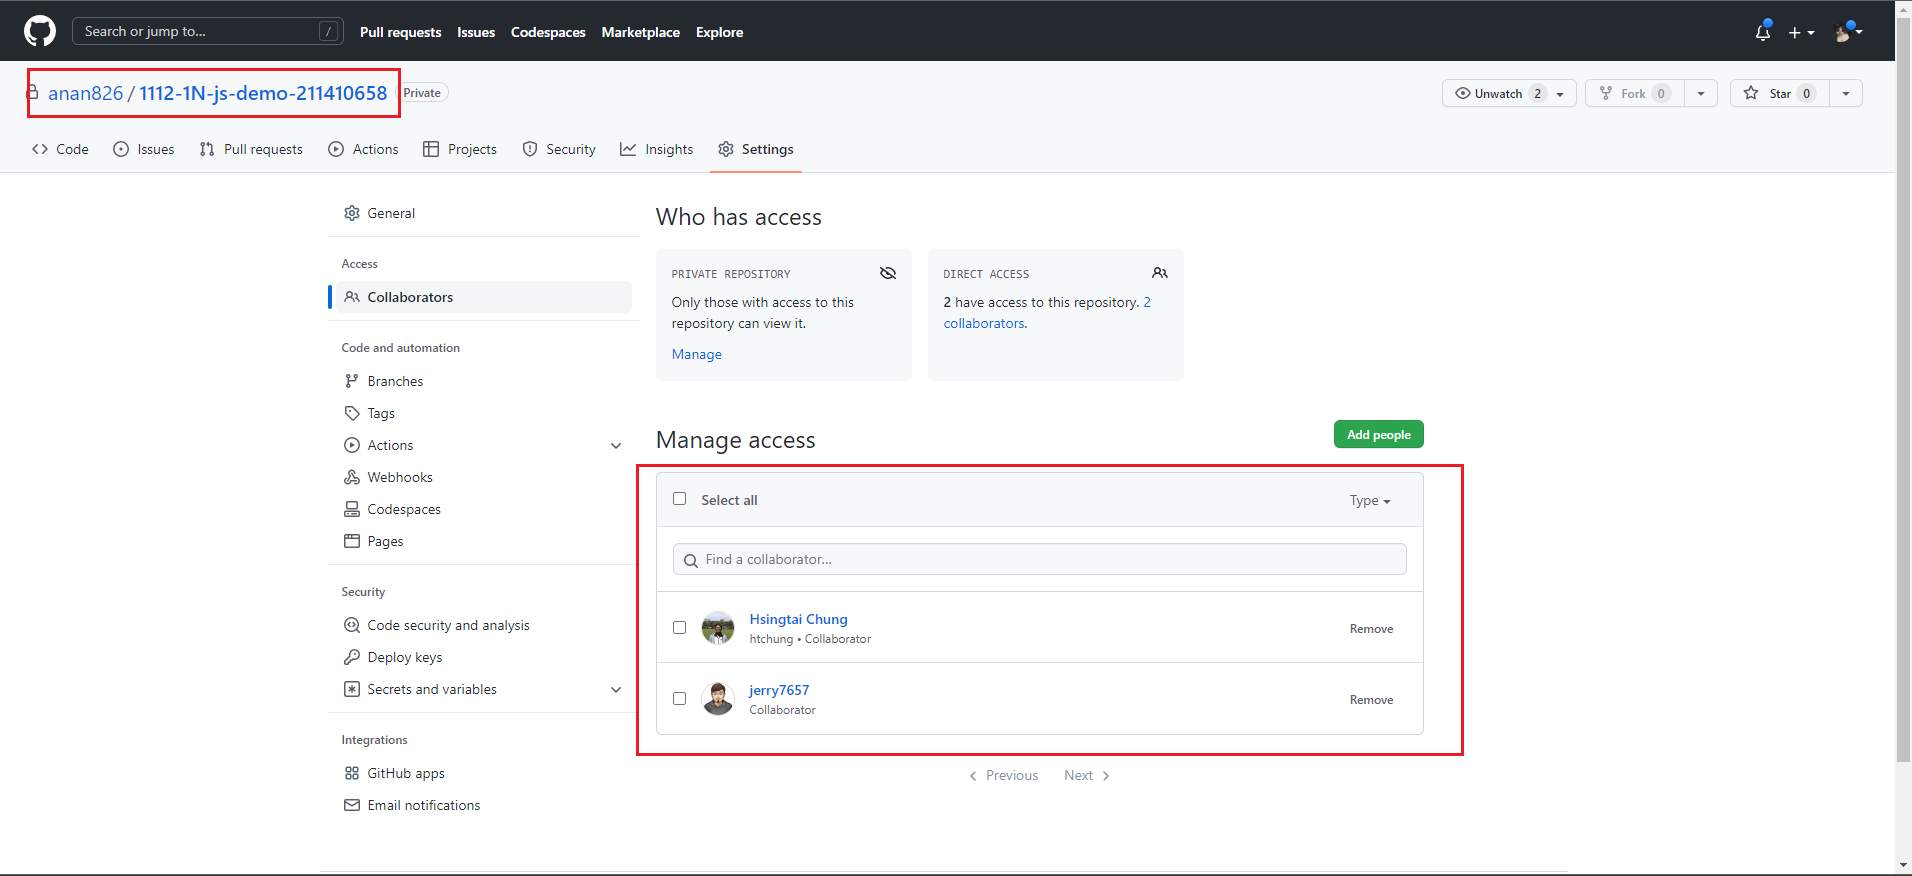 Search or jump to... / Pull requests Issues Codespaces Marketplace Explore
anan826 / 1112-1N-js-demo-211410658 Private Unwatch 2 Fork 0 Star 0
Code Issues Pull requests Actions Projects Security Insights Settings
General
Access
Collaborators
Code and automation
Branches
Tags
Actions
Webhooks
Codespaces
Pages
Security
Code security and analysis
Deploy keys
Secrets and variables
Integrations
GitHub apps
Email notifications
Who has access
PRIVATE REPOSITORY
Only those with access to this
repository can view it.
Manage
DIRECT ACCESS
2 have access to this repository. 2
collaborators.
Manage access
Add people
Select all Type
Find a collaborator...
Hsingtai Chung
htchung • Collaborator
Remove
jerry7657
Collaborator
Remove
Previous Next